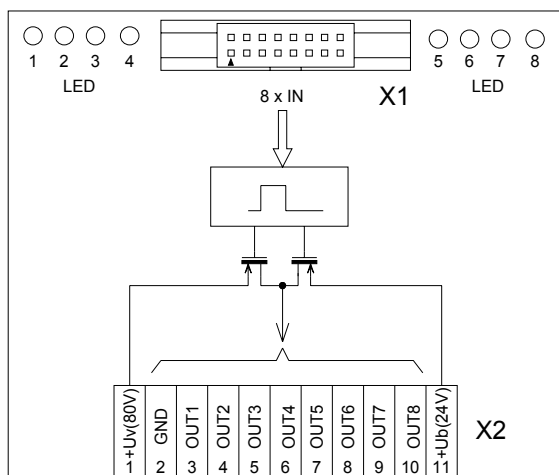 1 2 3 4
LED
5 6 7 8
LED
X1
8 x IN
+Uv(80V) GND OUT1 OUT2 OUT3 OUT4 OUT5 OUT6 OUT7 OUT8 +Ub(24V)
1 2 3 4 5 6 7 8 9 10 11
X2